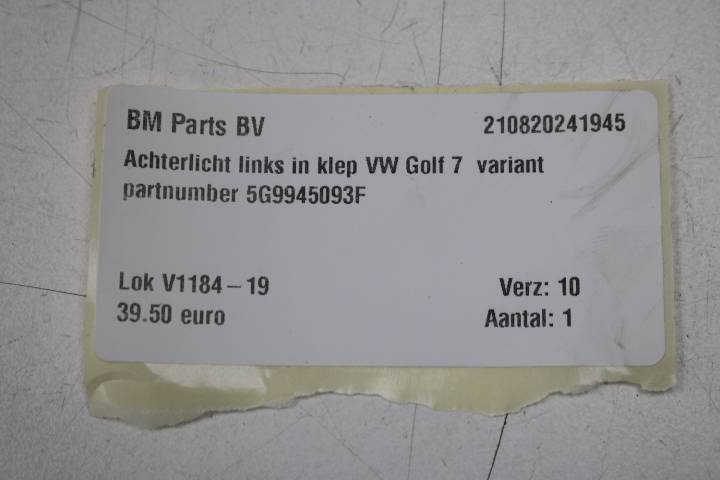 BM Parts BV 210820241945
Achterlicht links in klep VW Golf 7 variant
partnumber 5G9945093F
Lok V1184-19 Verz: 10
39.50 euro Aantal: 1